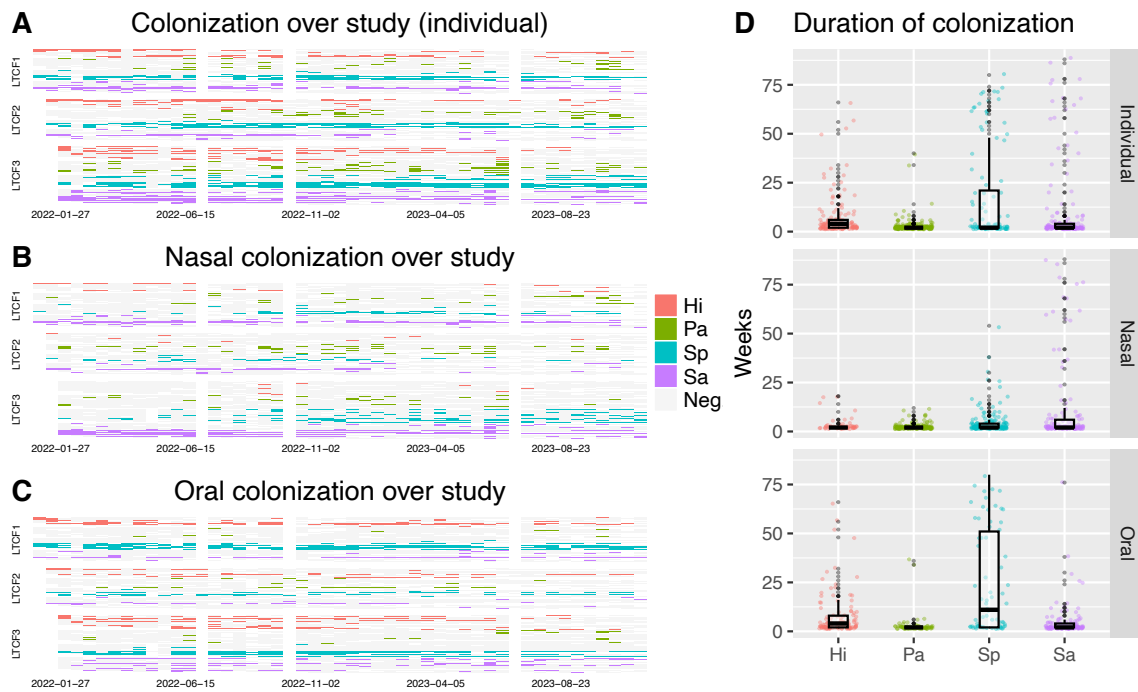 A Colonization over study (individual)
LTCF1
LTCF2
LTCF3
2022-01-27 2022-06-15 2022-11-02 2023-04-05 2023-08-23
B Nasal colonization over study
LTCF1
LTCF2
LTCF3
2022-01-27 2022-06-15 2022-11-02 2023-04-05 2023-08-23
C Oral colonization over study
LTCF1
LTCF2
LTCF3
2022-01-27 2022-06-15 2022-11-02 2023-04-05 2023-08-23
Hi
Pa
Sp
Sa
Neg
D Duration of colonization
Weeks
75
50
25
0
Individual
75
50
25
0
Nasal
75
50
25
0
Oral
Hi Pa Sp Sa